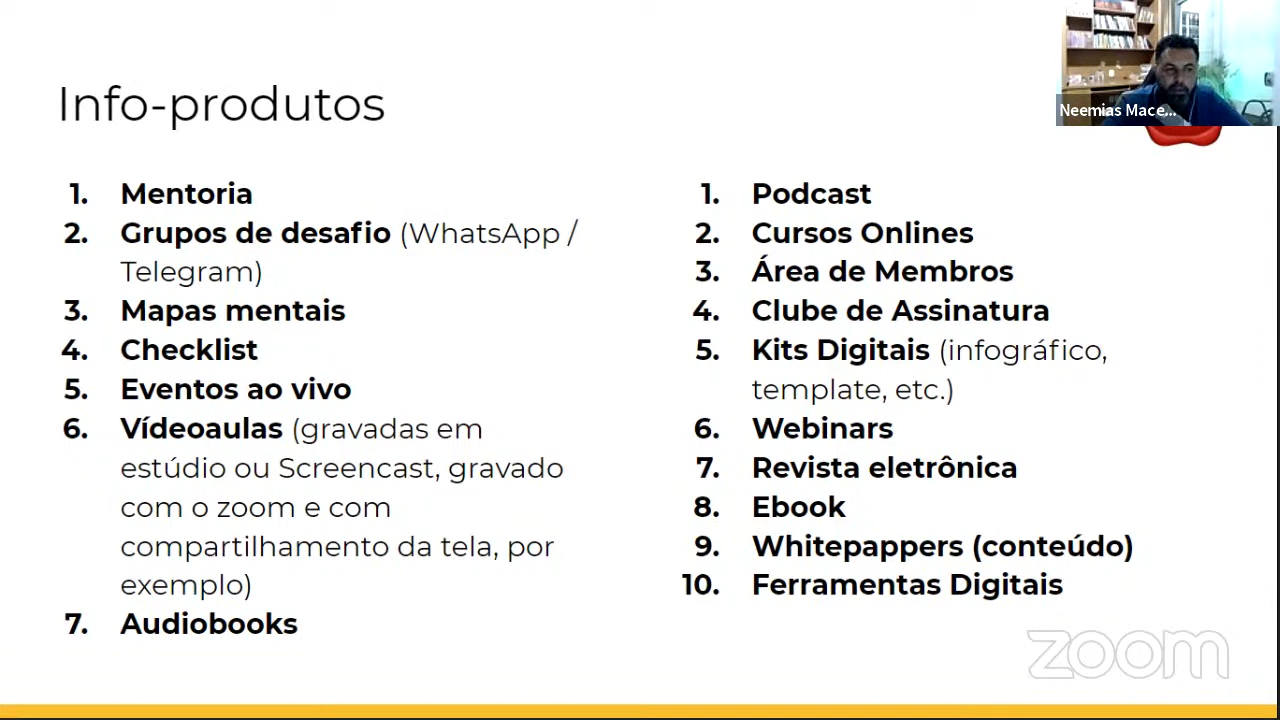 Info-produtos
Neemias Mace...
1. Mentoria
2. Grupos de desafio (WhatsApp /
Telegram)
3. Mapas mentais
4. Checklist
5. Eventos ao vivo
6. Vídeoaulas (gravadas em
estúdio ou Screencast, gravado
com o zoom e com
compartilhamento da tela, por
exemplo)
7. Audiobooks
1. Podcast
2. Cursos Onlines
3. Área de Membros
4. Clube de Assinatura
5. Kits Digitais (infográfico,
template, etc.)
6. Webinars
7. Revista eletrônica
8. Ebook
9. Whitepappers (conteúdo)
10. Ferramentas Digitais
zoom